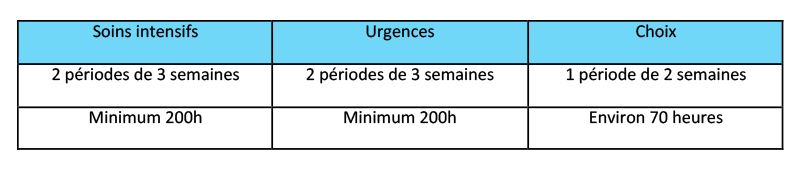 Soins intensifs Urgences Choix
2 périodes de 3 semaines 2 périodes de 3 semaines 1 période de 2 semaines
Minimum 200h Minimum 200h Environ 70 heures